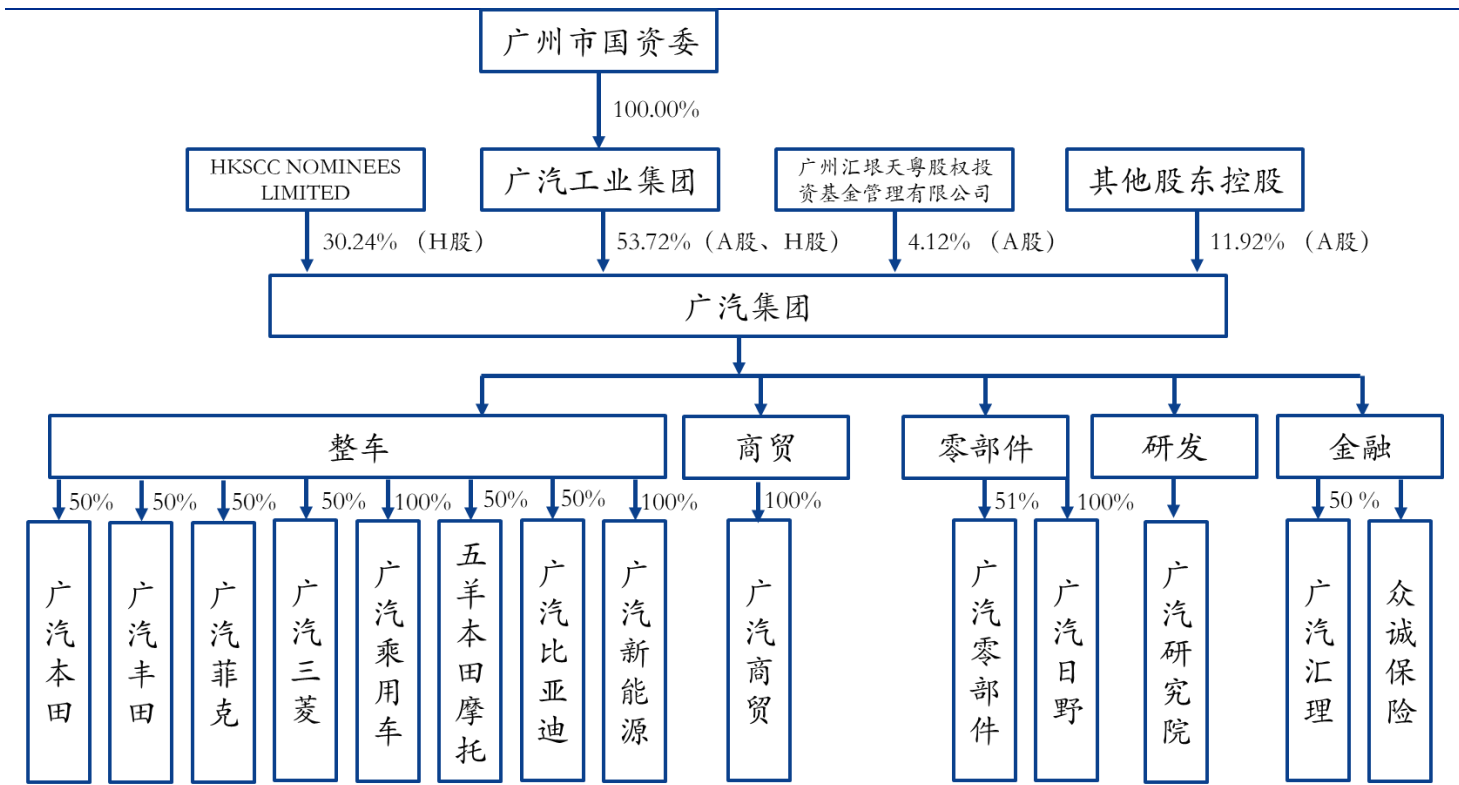 广州市国资委
100.00%
HKSCC NOMINEES
LIMITED
广汽工业集团
广州汇垠天粤股权投
资基金管理有限公司
其他股东控股
30.24%（H股）
53.72%（A股、H股）
4.12%（A股）
11.92%（A股）
广汽集团
整车
商贸
零部件
研发
金融
50%
50%
50%
50%
100%
50%
50%
100%
100%
51%
100%
50 %
广汽本田
广汽丰田
广汽菲克
广汽三菱
广汽乘用车
五羊本田摩托
广汽比亚迪
广汽新能源
广汽商贸
广汽零部件
广汽日野
广汽研究院
广汽汇理
众诚保险